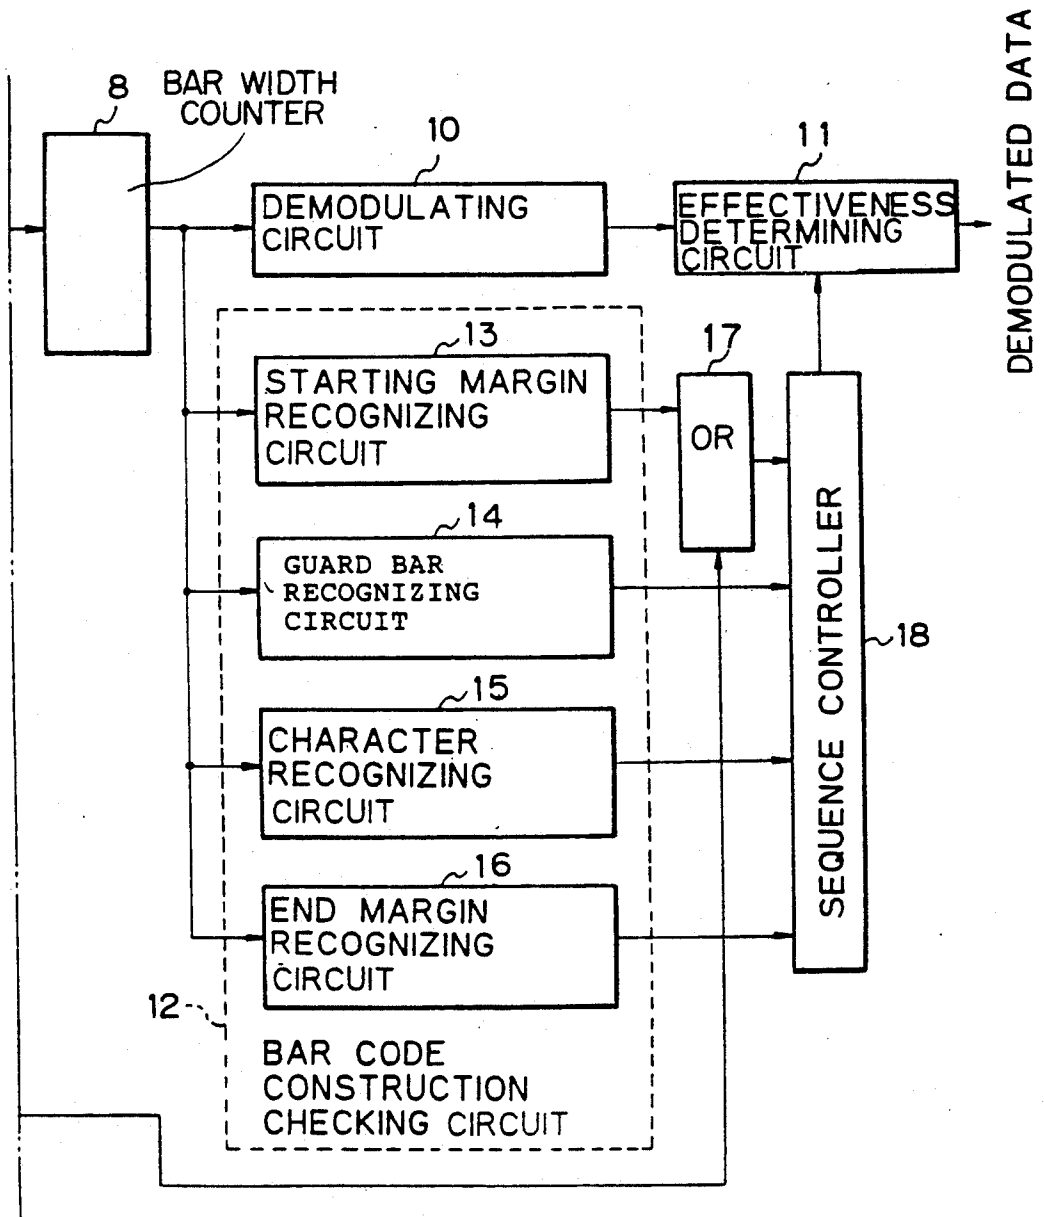 8
BAR WIDTH
COUNTER
10
DEMODULATING
CIRCUIT
11
EFFECTIVENESS
DETERMINING
CIRCUIT
DEMODULATED DATA
13
STARTING MARGIN
RECOGNIZING
CIRCUIT
17
OR
14
GUARD BAR
RECOGNIZING
CIRCUIT
18
SEQUENCE CONTROLLER
15
CHARACTER
RECOGNIZING
CIRCUIT
16
END MARGIN
RECOGNIZING
CIRCUIT
12
BAR CODE
CONSTRUCTION
CHECKING CIRCUIT